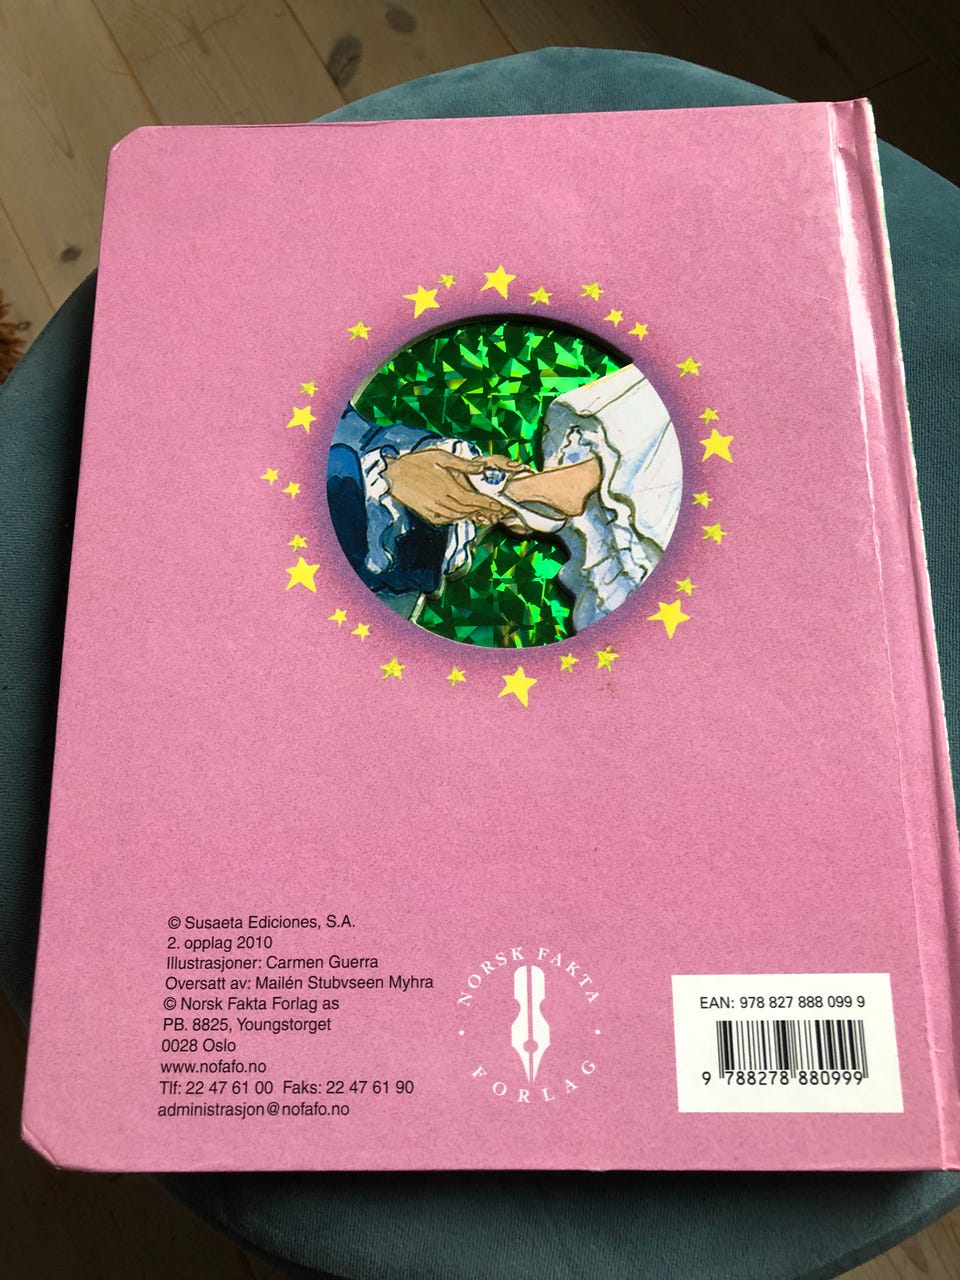 © Susaeta Ediciones, S.A.
2. opplag 2010
Illustrasjoner: Carmen Guerra
Oversatt av: Mailén Stubvseen Myhra
© Norsk Fakta Forlag as
PB. 8825, Youngstorget
0028 Oslo
www.nofafo.no
Tlf: 22 47 61 00 Faks: 22 47 61 90
administrasjon@nofafo.no
NORSK FAKTA
FORLAG
EAN: 978 827 888 099 9
9 788278 880999